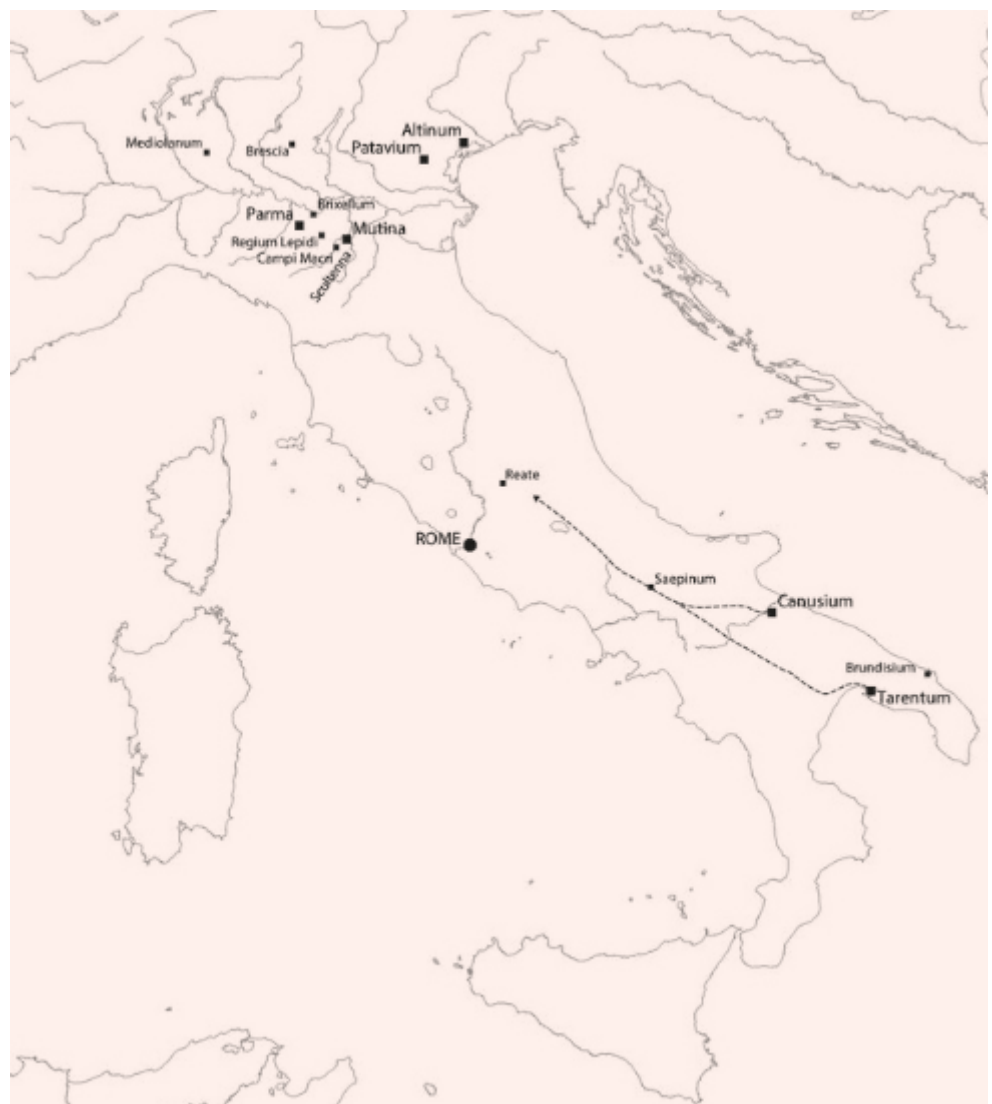 Altinum
Mediolanum
Brescia
Patavium
Brixellum
Parma
Mutina
Regium Lepidi
Campi Macri
Scultenna
Reate
ROME
Saepinum
Canusium
Brundisium
Tarentum